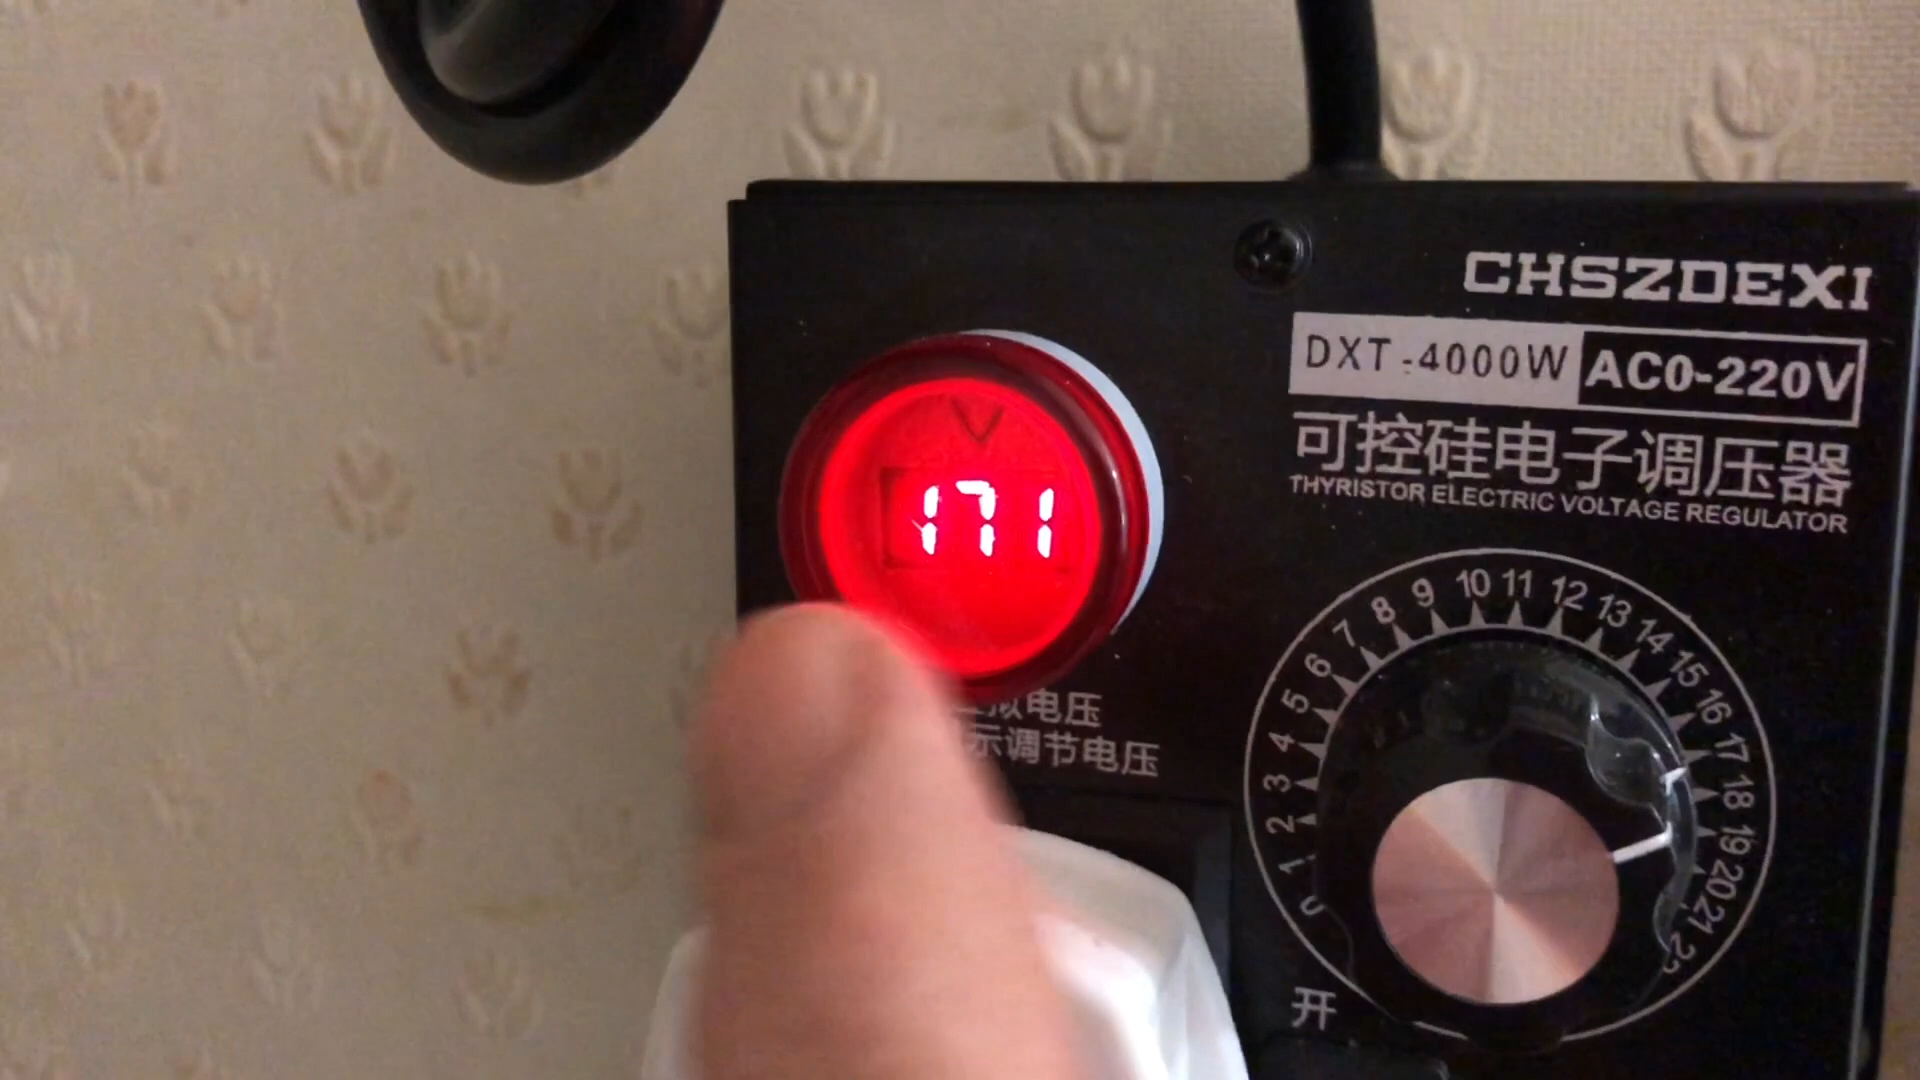 CHSZDEXI
DXT-4000W AC0-220V
可控硅电子调压器
THYRISTOR ELECTRIC VOLTAGE REGULATOR
V
171
拟电压
示调节电压
0 1 2 3 4 5 6 7 8 9 10 11 12 13 14 15 16 17 18 19 20 21 22
开